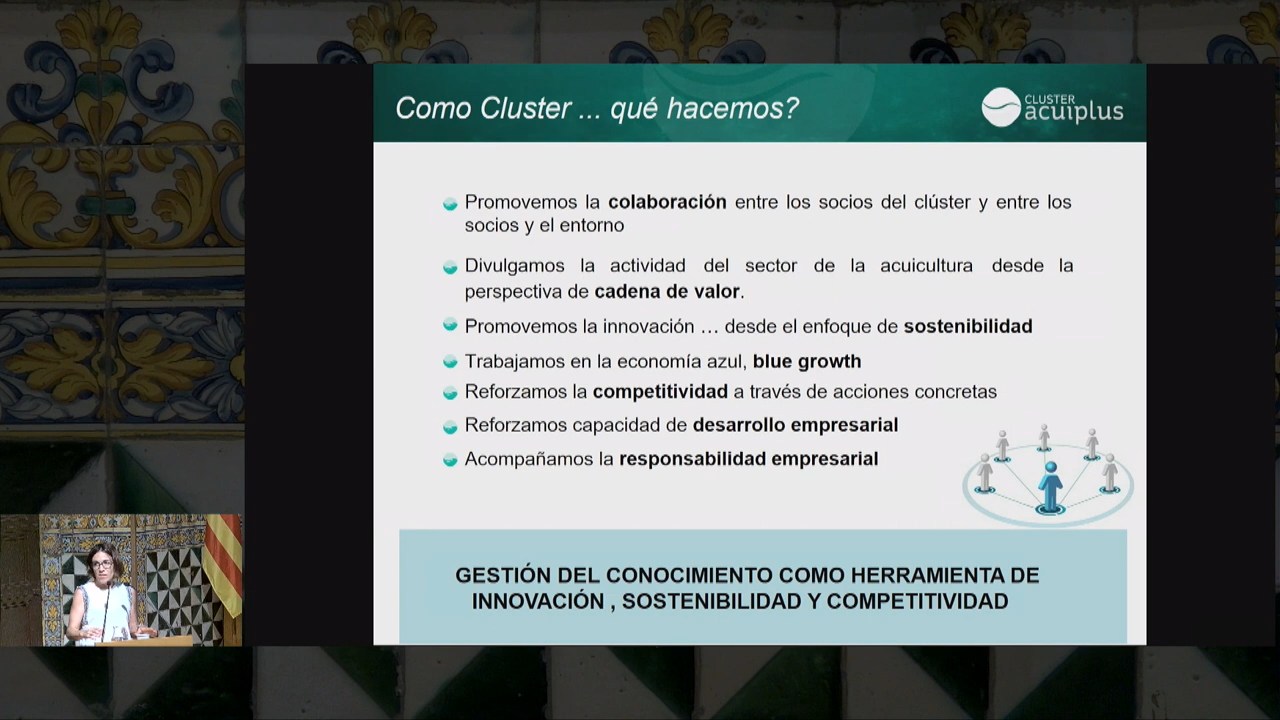 Como Cluster ... qué hacemos?
CLUSTER
acuiplus
Promovemos la colaboración entre los socios del clúster y entre los
socios y el entorno
Divulgamos la actividad del sector de la acuicultura desde la
perspectiva de cadena de valor.
Promovemos la innovación … desde el enfoque de sostenibilidad
Trabajamos en la economía azul, blue growth
Reforzamos la competitividad a través de acciones concretas
Reforzamos capacidad de desarrollo empresarial
Acompañamos la responsabilidad empresarial
GESTIÓN DEL CONOCIMIENTO COMO HERRAMIENTA DE
INNOVACIÓN , SOSTENIBILIDAD Y COMPETITIVIDAD